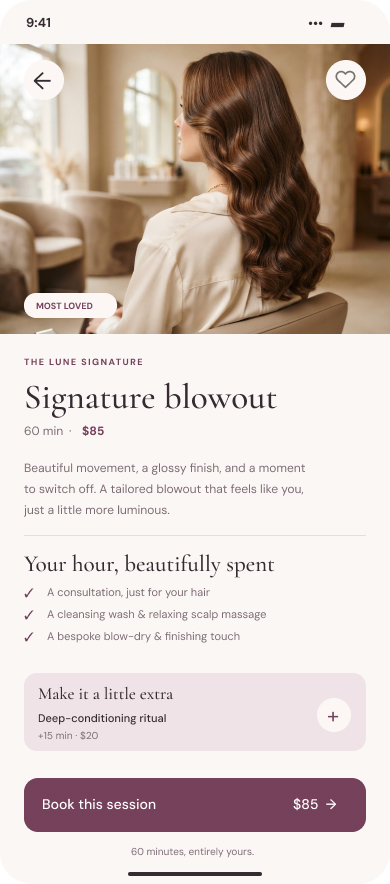 9:41
MOST LOVED
THE LUNE SIGNATURE
Signature blowout
60 min · $85
Beautiful movement, a glossy finish, and a moment
to switch off. A tailored blowout that feels like you,
just a little more luminous.
Your hour, beautifully spent
✓ A consultation, just for your hair
✓ A cleansing wash & relaxing scalp massage
✓ A bespoke blow-dry & finishing touch
Make it a little extra
Deep-conditioning ritual
+15 min · $20
+
Book this session $85 →
60 minutes, entirely yours.